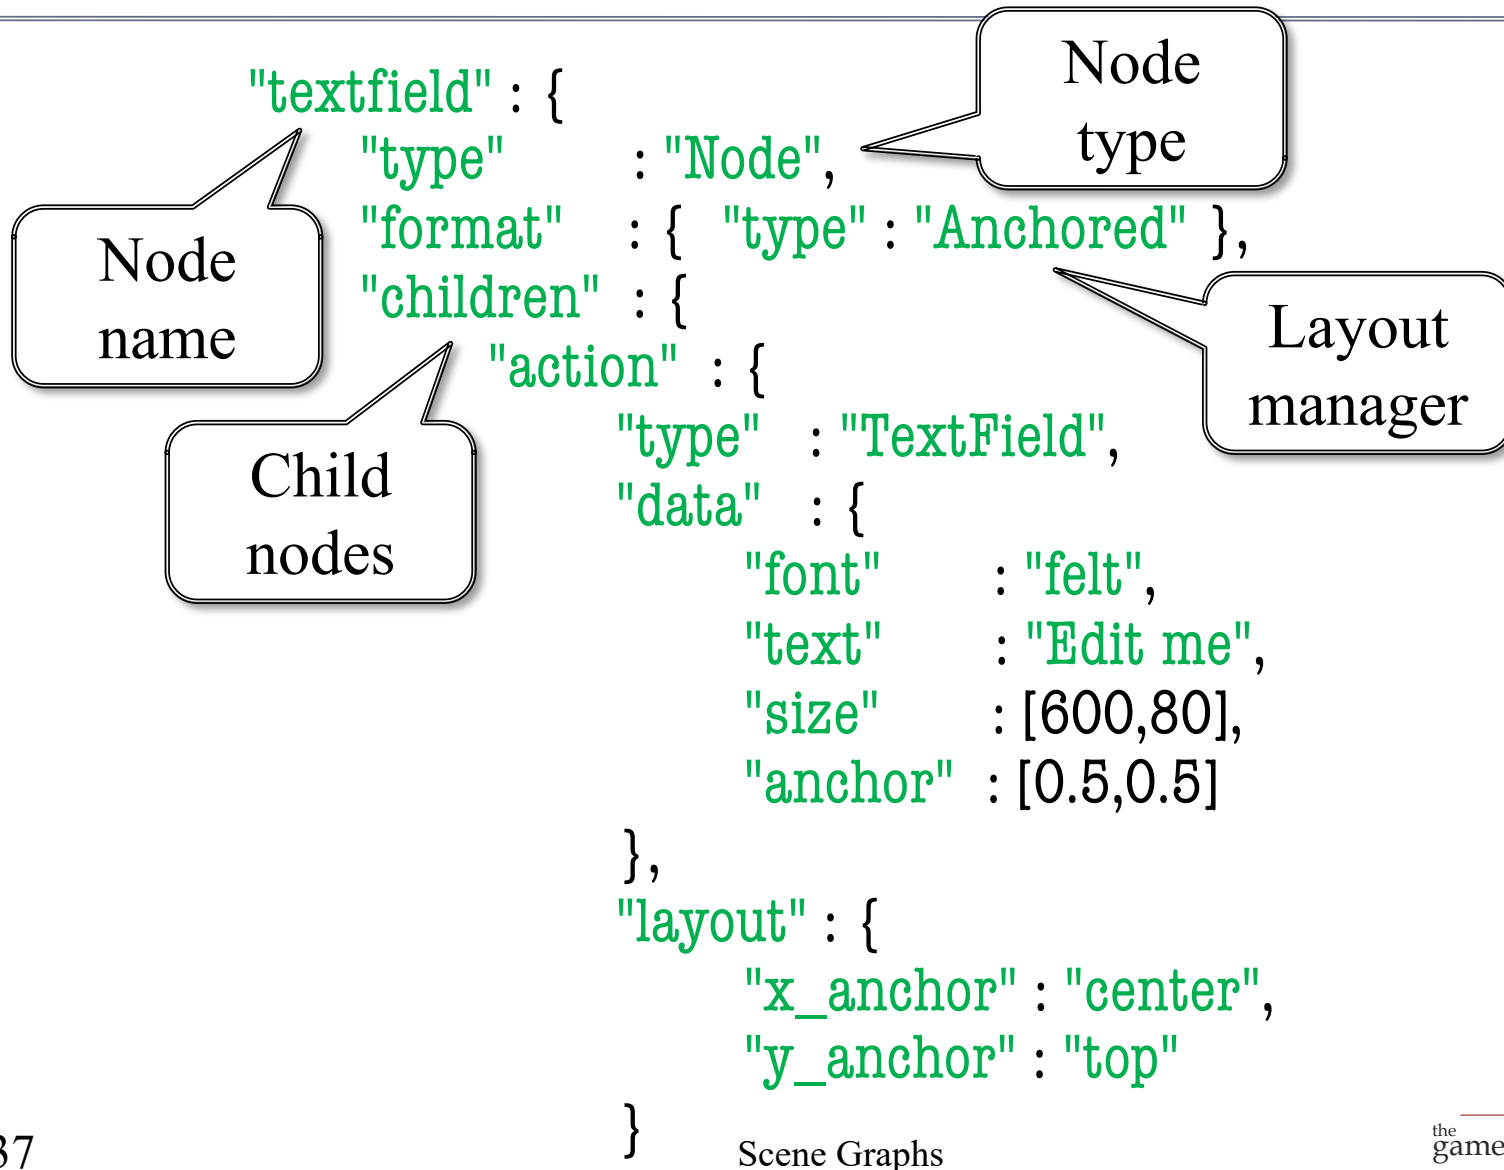 "textfield" : {
"type" : "Node",
"format" : { "type" : "Anchored" },
"children" : {
"action" : {
"type" : "TextField",
"data" : {
"font" : "felt",
"text" : "Edit me",
"size" : [600,80],
"anchor" : [0.5,0.5]
},
"layout" : {
"x_anchor" : "center",
"y_anchor" : "top"
}
Node
type
Node
name
Layout
manager
Child
nodes
37
Scene Graphs
the
game